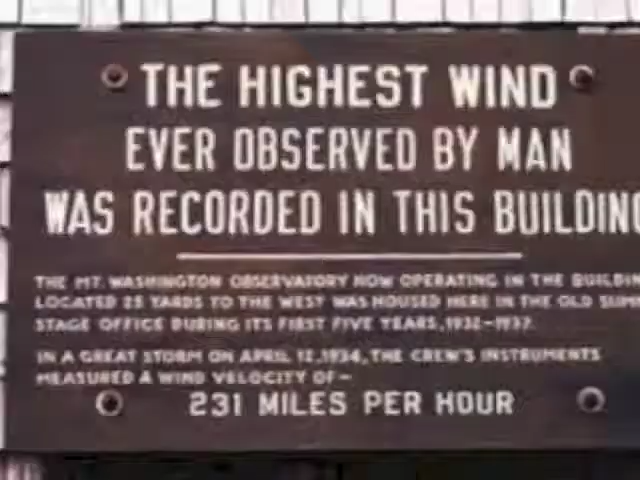 THE HIGHEST WIND
EVER OBSERVED BY MAN
WAS RECORDED IN THIS BUILDING
THE MT. WASHINGTON OBSERVATORY NOW OPERATING IN THE BUILDIN
LOCATED 25 YARDS TO THE WEST WAS HOUSED HERE IN THE OLD SUMM
STAGE OFFICE DURING ITS FIRST FIVE YEARS, 1932-1937.
IN A GREAT STORM ON APRIL 12, 1934, THE CREW'S INSTRUMENTS
MEASURED A WIND VELOCITY OF—
231 MILES PER HOUR